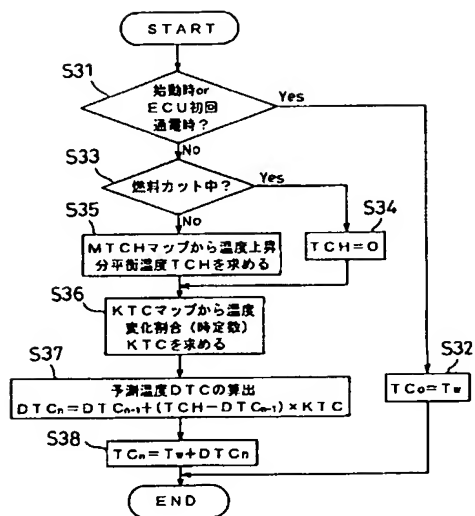 START
S31
始動時or
ECU初回
通電時?
Yes
No
S33
燃料カット中?
Yes
No
S35
MTCHマップから温度上昇
分平衡温度TCHを求める
S34
TCH=0
S36
KTCマップから温度
変化割合(時定数)
KTCを求める
S37
予測温度DTCの算出
DTCn=DTCn-1+(TCH-DTCn-1)×KTC
S32
TCo=Tw
S38
TCn=Tw+DTCn
END